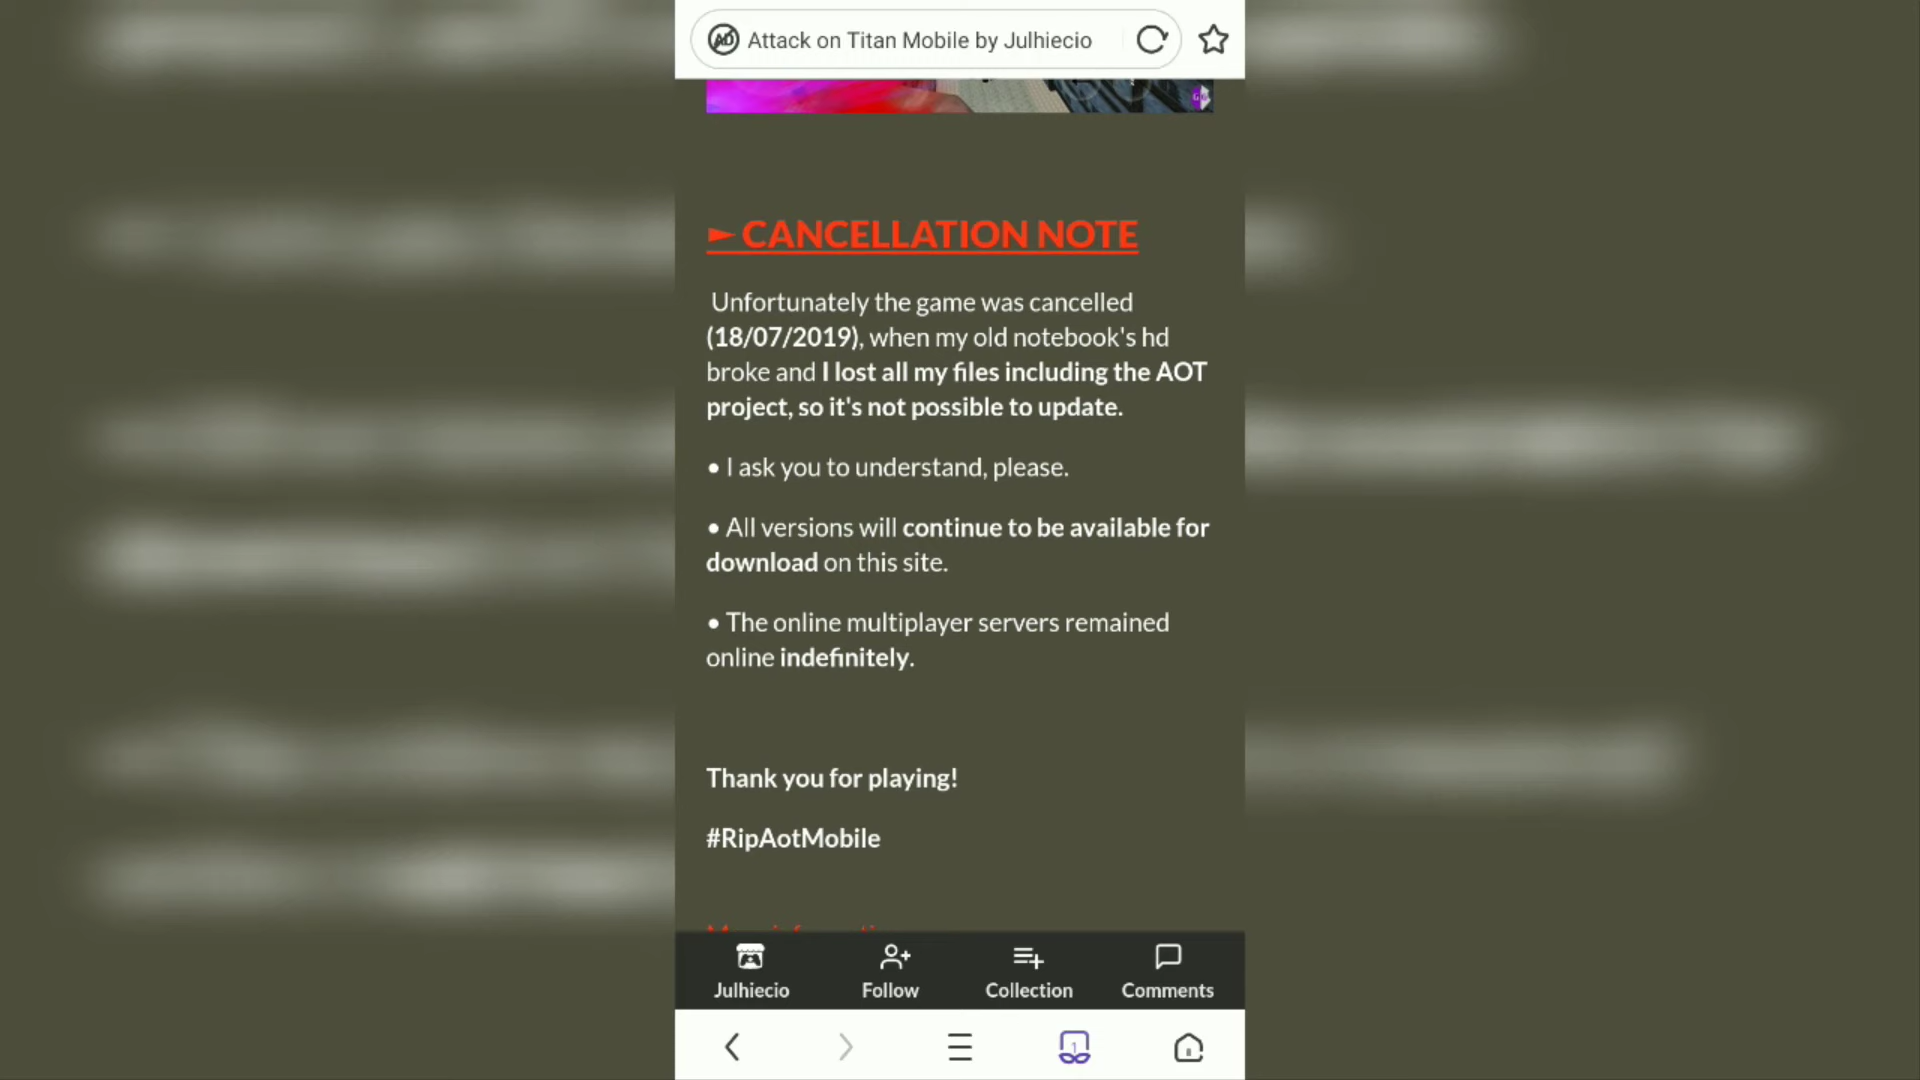 Attack on Titan Mobile by Julhiecio
► CANCELLATION NOTE
Unfortunately the game was cancelled
(18/07/2019), when my old notebook's hd
broke and I lost all my files including the AOT
project, so it's not possible to update.
• I ask you to understand, please.
• All versions will continue to be available for
download on this site.
• The online multiplayer servers remained
online indefinitely.
Thank you for playing!
#RipAotMobile
Julhiecio Follow Collection Comments
1